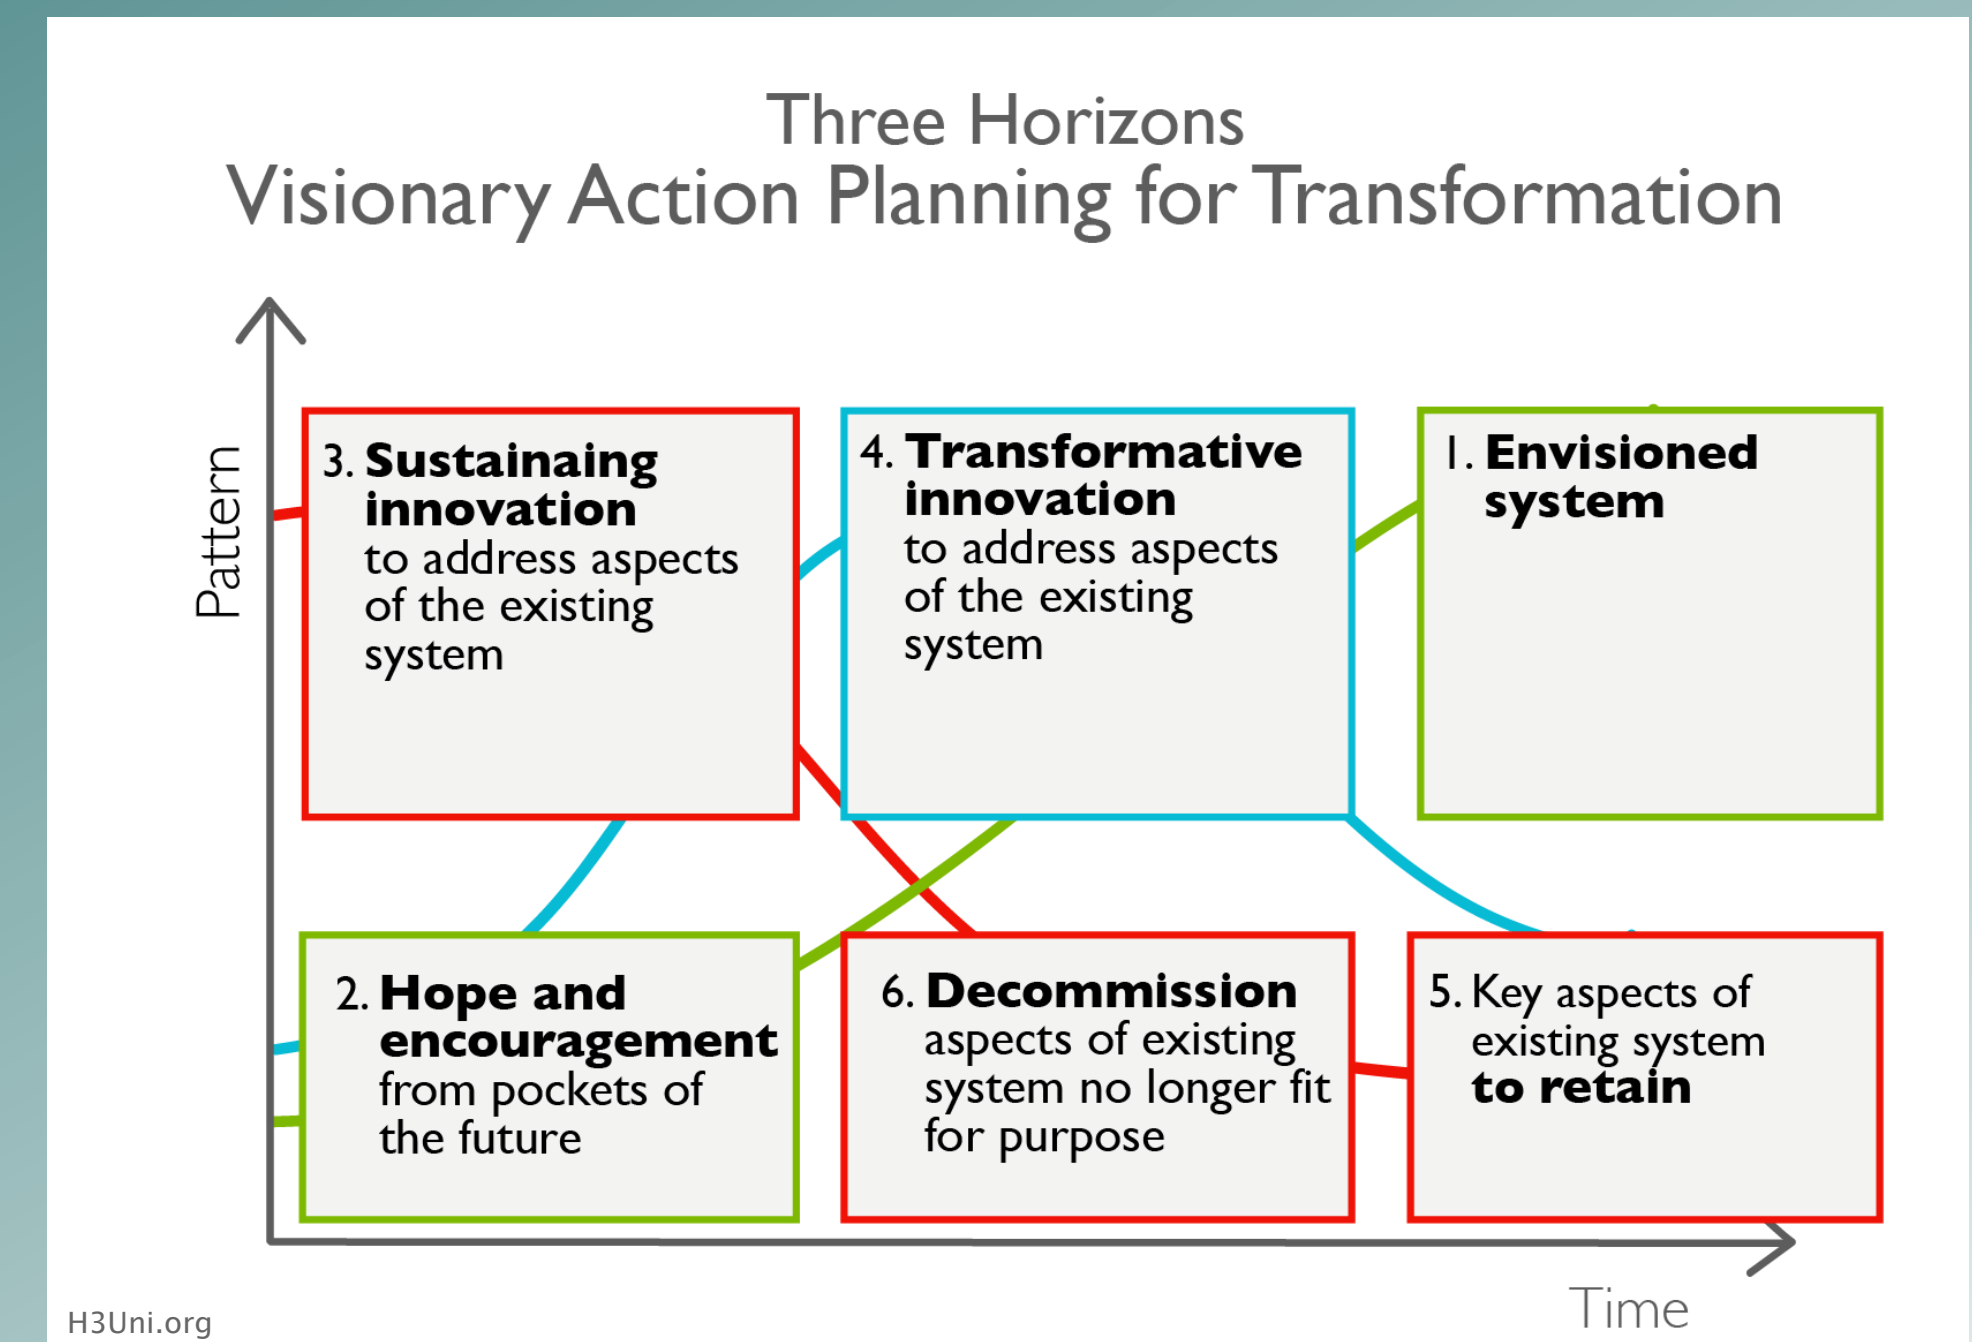 Three Horizons
Visionary Action Planning for Transformation
Pattern
3. Sustainaing
innovation
to address aspects
of the existing
system
4. Transformative
innovation
to address aspects
of the existing
system
1. Envisioned
system
2. Hope and
encouragement
from pockets of
the future
6. Decommission
aspects of existing
system no longer fit
for purpose
5. Key aspects of
existing system
to retain
Time
H3Uni.org